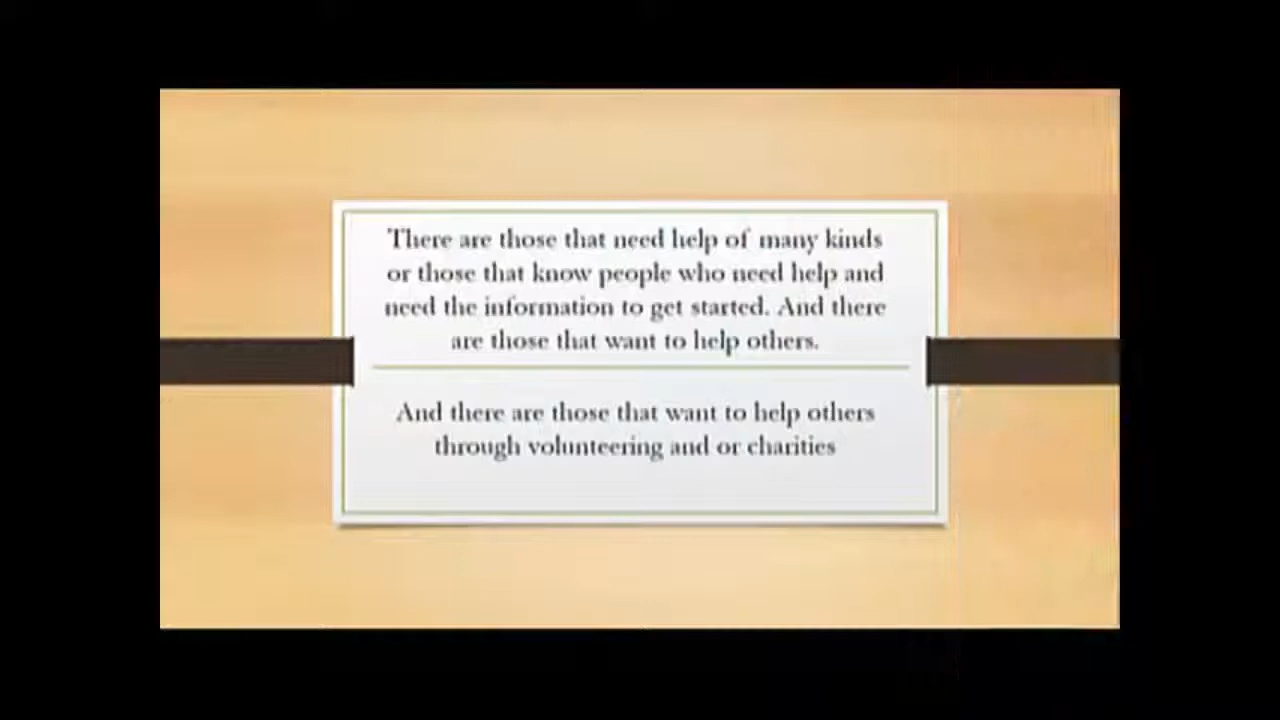 There are those that need help of many kinds
or those that know people who need help and
need the information to get started. And there
are those that want to help others.
And there are those that want to help others
through volunteering and or charities